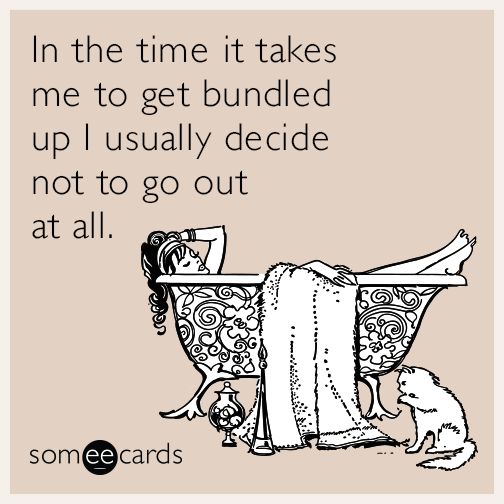 In the time it takes
me to get bundled
up I usually decide
not to go out
at all.
someecards